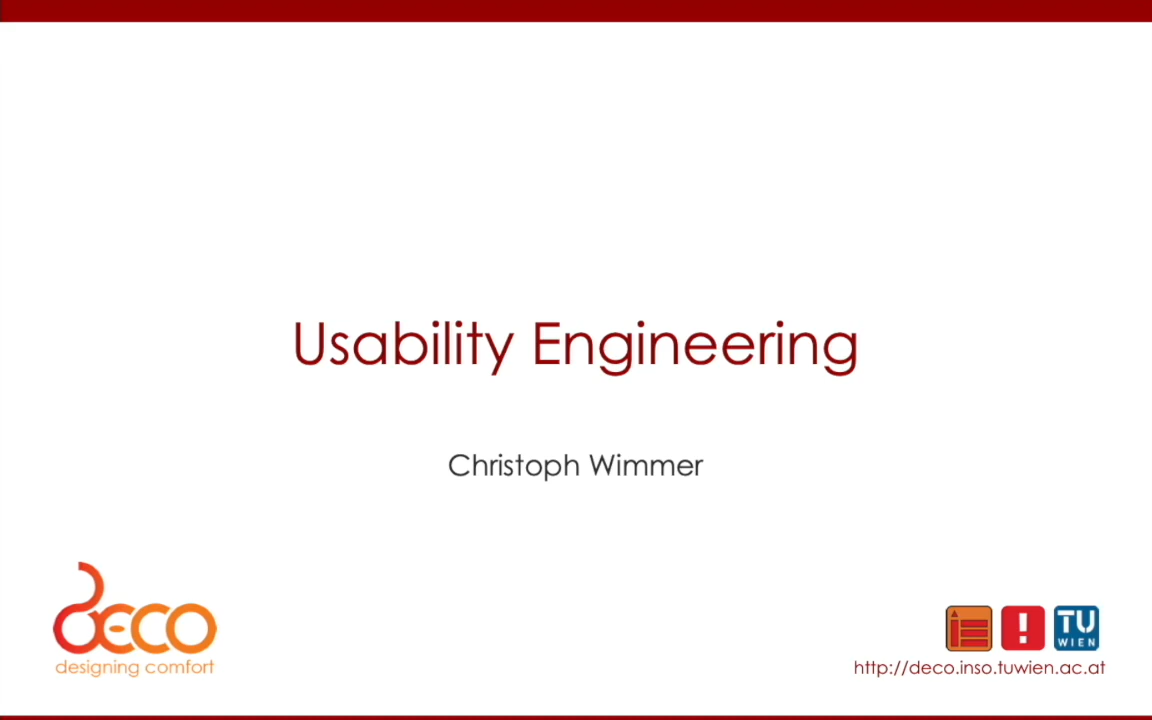 Usability Engineering
Christoph Wimmer
deco
designing comfort
!
TU
WIEN
http://deco.inso.tuwien.ac.at